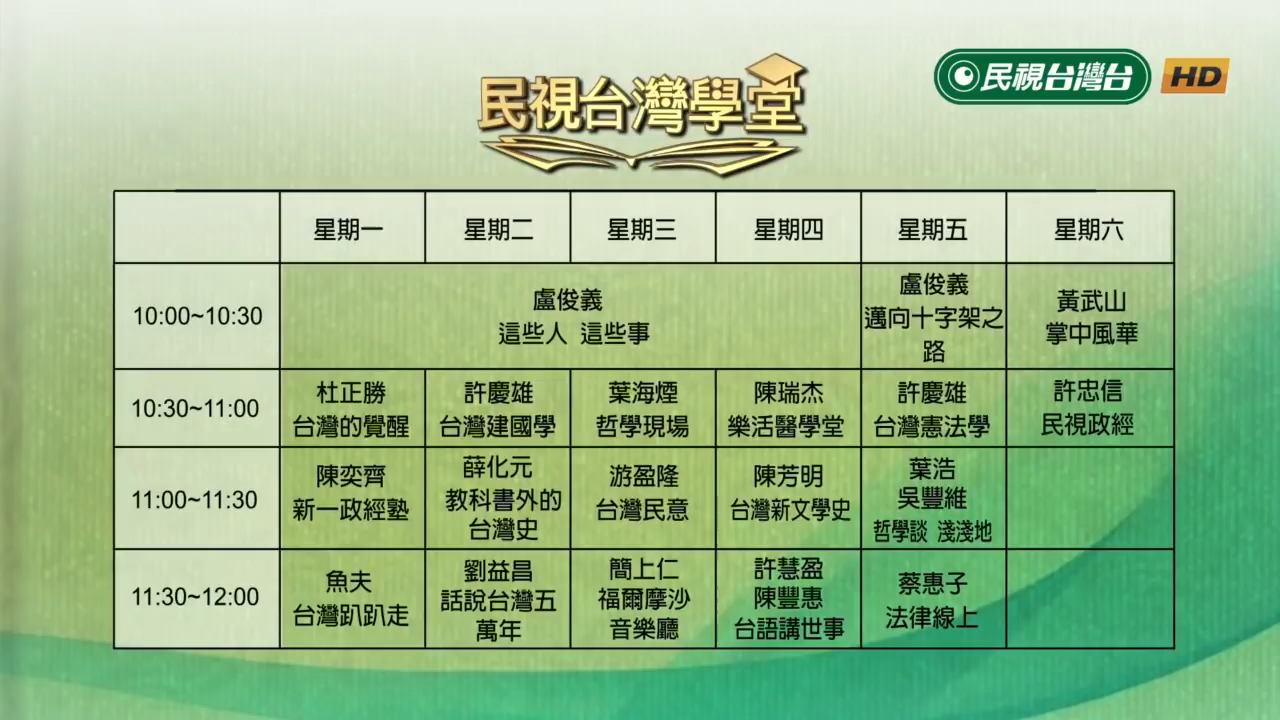 民視台灣學堂
民視台灣台 HD
星期一 星期二 星期三 星期四 星期五 星期六
10:00~10:30
盧俊義
這些人 這些事
盧俊義
邁向十字架之
路
黃武山
掌中風華
10:30~11:00
杜正勝
台灣的覺醒
許慶雄
台灣建國學
葉海煙
哲學現場
陳瑞杰
樂活醫學堂
許慶雄
台灣憲法學
許忠信
民視政經
11:00~11:30
陳奕齊
新一政經塾
薛化元
教科書外的
台灣史
游盈隆
台灣民意
陳芳明
台灣新文學史
葉浩
吳豐維
哲學談 淺淺地
11:30~12:00
魚夫
台灣趴趴走
劉益昌
話說台灣五
萬年
簡上仁
福爾摩沙
音樂廳
許慧盈
陳豐惠
台語講世事
蔡惠子
法律線上